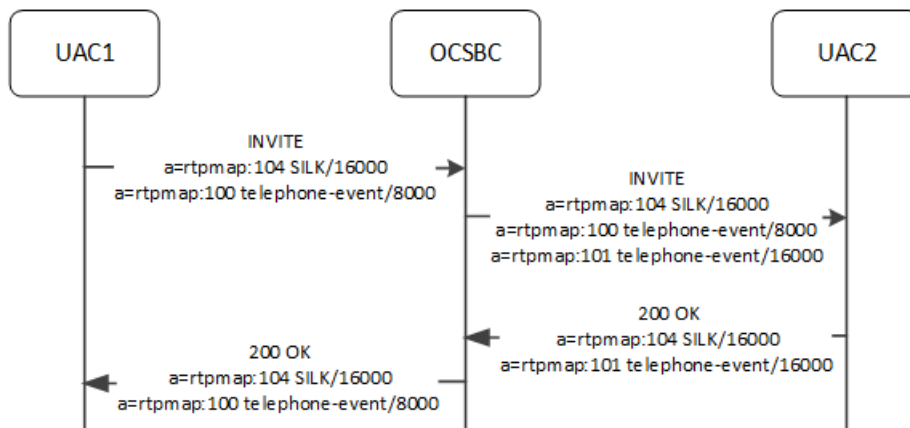 UAC1
OCSBC
UAC2
INVITE
a=rtpmap:104 SILK/16000
a=rtpmap:100 telephone-event/8000
INVITE
a=rtpmap:104 SILK/16000
a=rtpmap:100 telephone-event/8000
a=rtpmap:101 telephone-event/16000
200 OK
a=rtpmap:104 SILK/16000
a=rtpmap:101 telephone-event/16000
200 OK
a=rtpmap:104 SILK/16000
a=rtpmap:100 telephone-event/8000